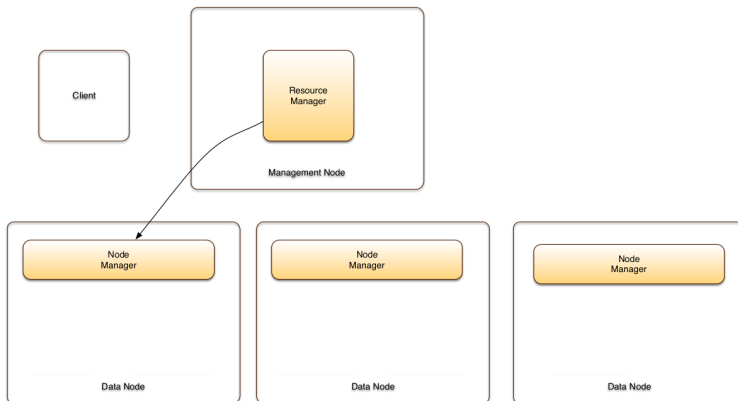 Client
Resource
Manager
Management Node
Node
Manager
Node
Manager
Node
Manager
Data Node
Data Node
Data Node